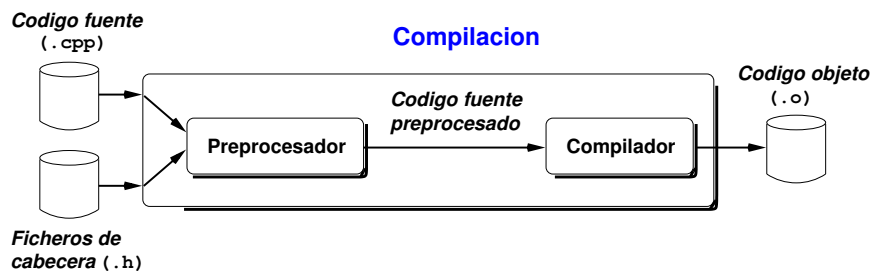 Codigo fuente
(.cpp)
Compilacion
Codigo objeto
(.o)
Codigo fuente
preprocesado
Preprocesador
Compilador
Ficheros de
cabecera (.h)